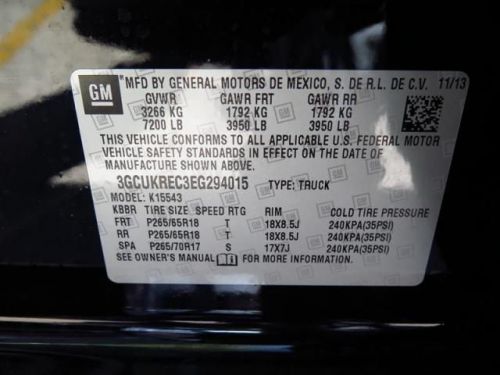 GM MFD BY GENERAL MOTORS DE MEXICO, S. DE R.L. DE C.V. 11/13
GVWR GAWR FRT GAWR RR
3266 KG 1792 KG 1792 KG
7200 LB 3950 LB 3950 LB
THIS VEHICLE CONFORMS TO ALL APPLICABLE U.S. FEDERAL MOTOR
VEHICLE SAFETY STANDARDS IN EFFECT ON THE DATE OF
MANUFACTURE SHOWN ABOVE.
3GCUKREC3EG294015 TYPE: TRUCK
MODEL: K15543
KBBR TIRE SIZE SPEED RTG RIM COLD TIRE PRESSURE
FRT P265/65R18 T 18X8.5J 240KPA(35PSI)
RR P265/65R18 T 18X8.5J 240KPA(35PSI)
SPA P265/70R17 S 17X7J 240KPA(35PSI)
SEE OWNER'S MANUAL FOR MORE INFORMATION